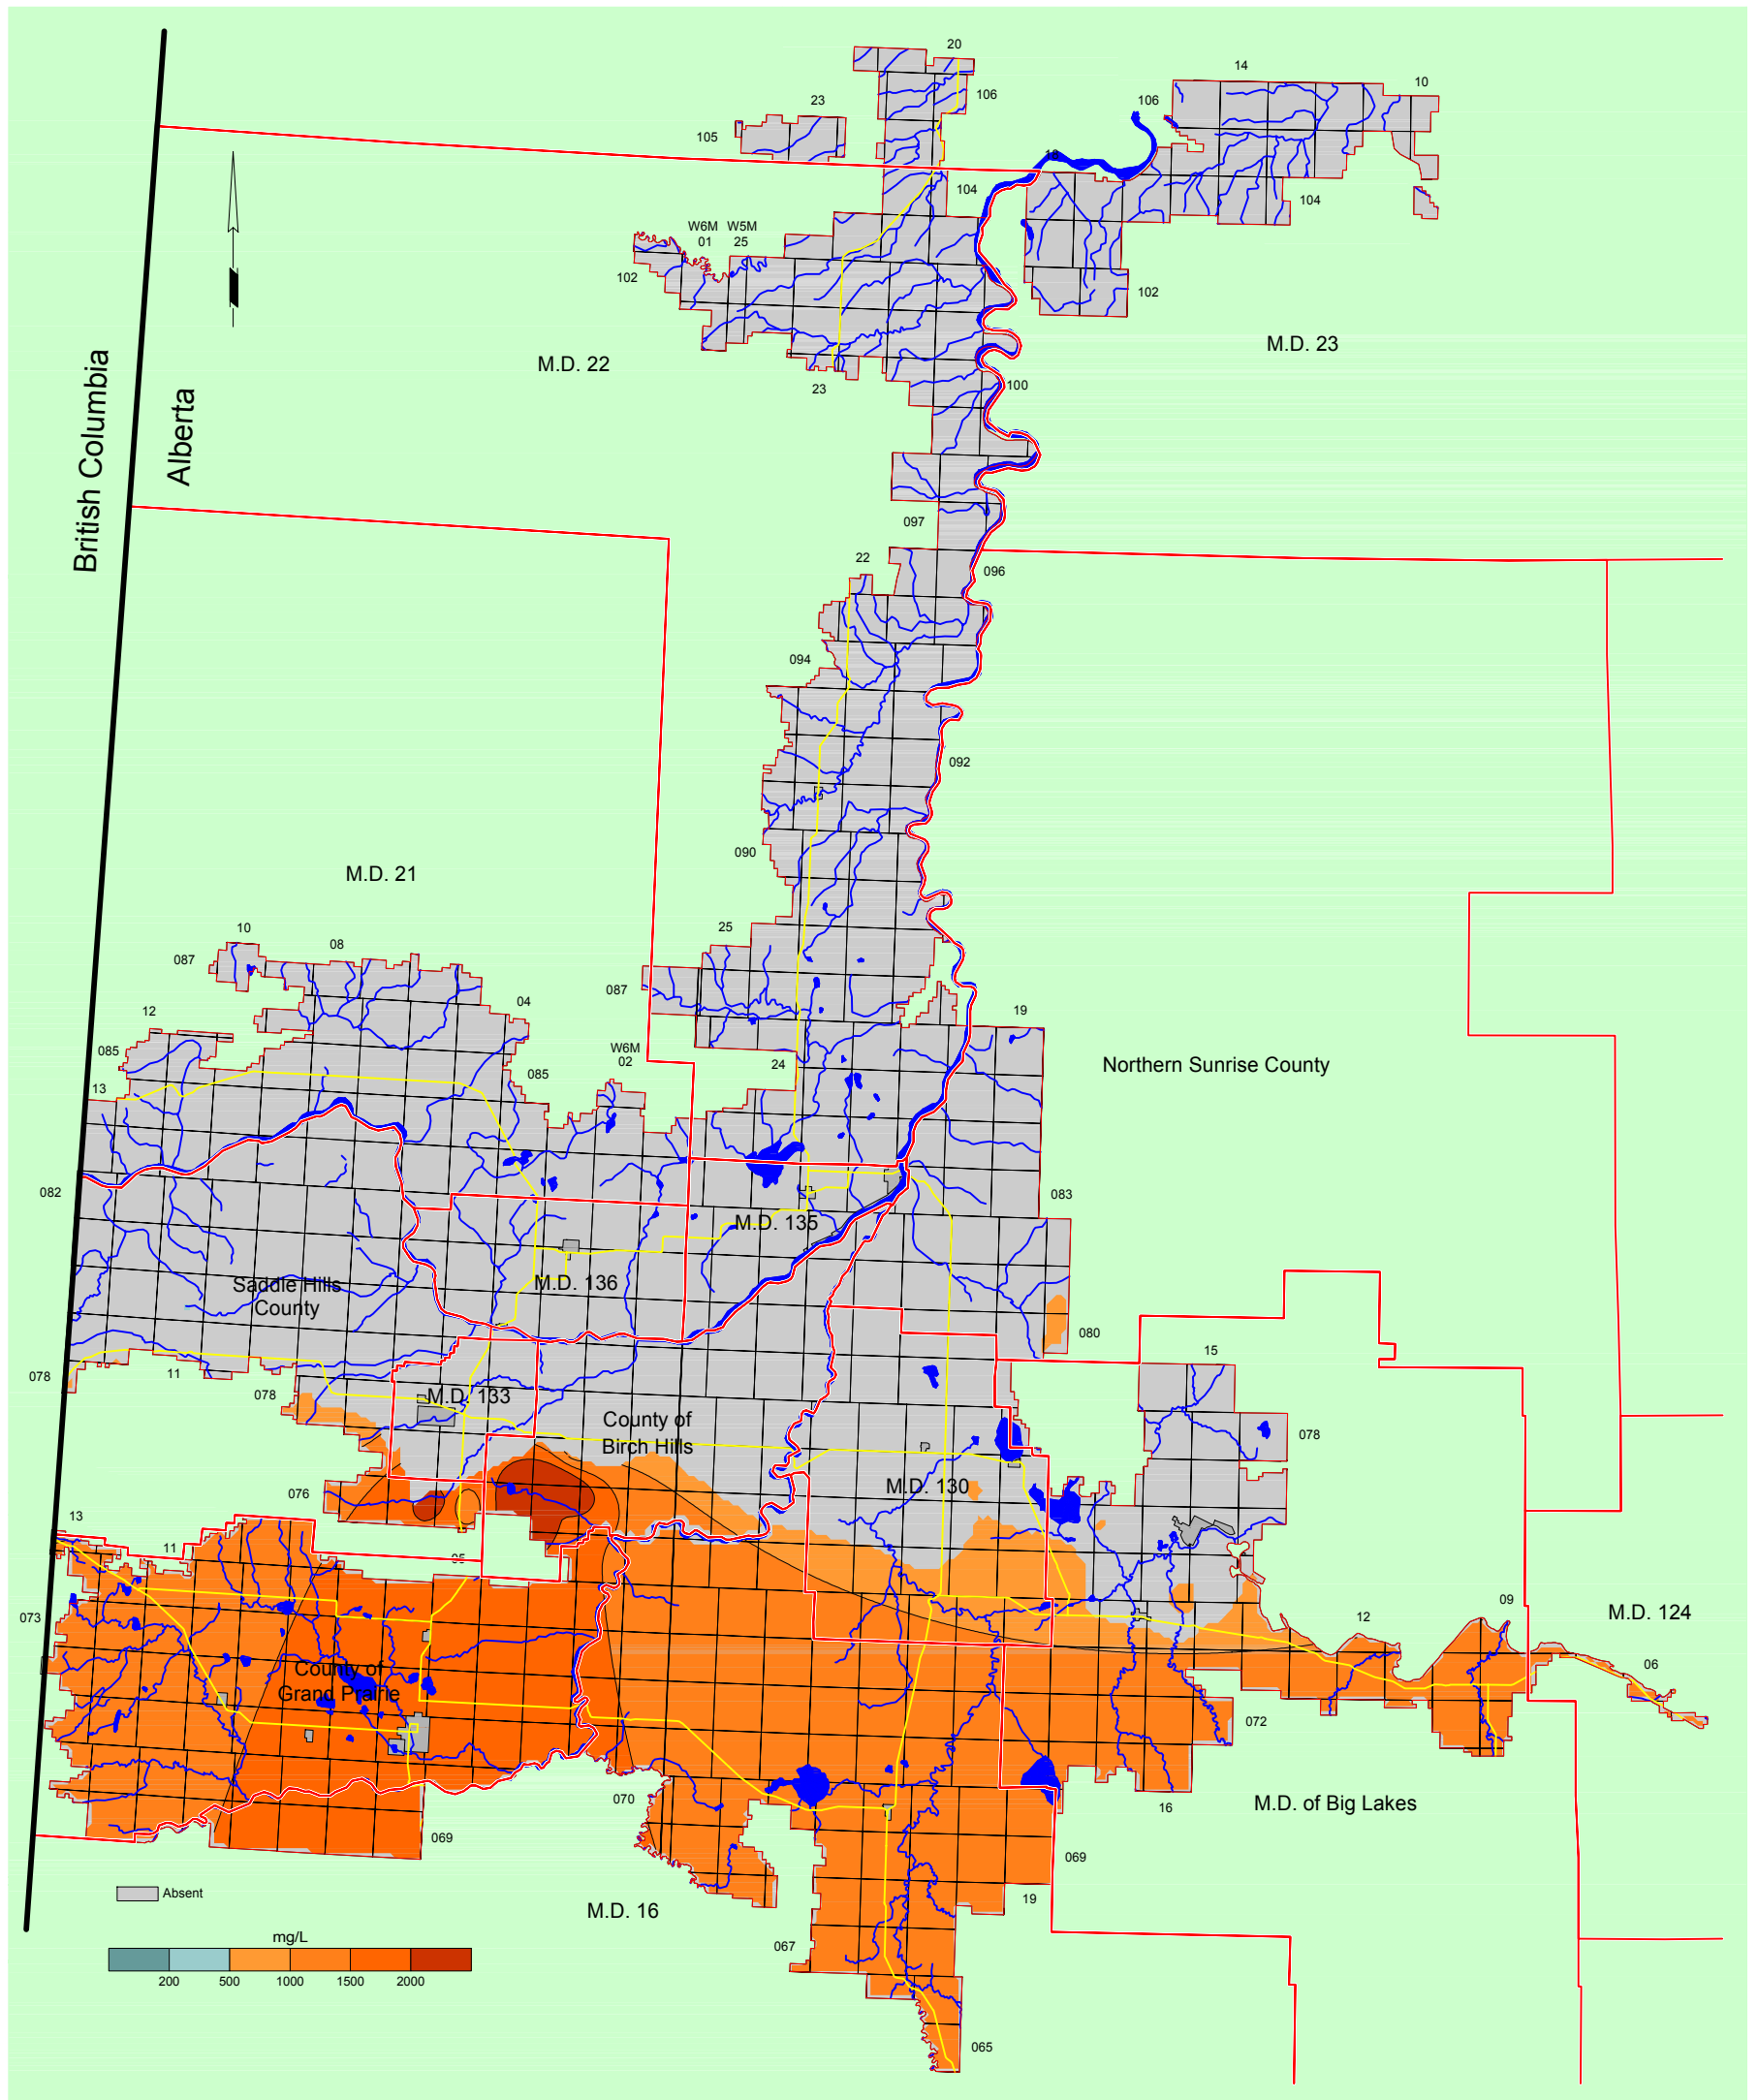 20
14
10
23
106
106
105
18
104
104
W6M W5M
01 25
102
102
M.D. 23
M.D. 22
23
100
British Columbia
Alberta
097
22
096
094
092
090
M.D. 21
10
08
25
087
087
04
12
19
085
W6M
02
24
085
13
Northern Sunrise County
082
083
M.D. 135
Saddle Hills
County
M.D. 136
080
15
078
11
078
M.D. 133
County of
Birch Hills
078
M.D. 130
076
13
11
05
09
073
12
M.D. 124
County of
Grand Prairie
06
072
070
16
M.D. of Big Lakes
069
069
Absent
19
M.D. 16
mg/L
067
200 500 1000 1500 2000
065